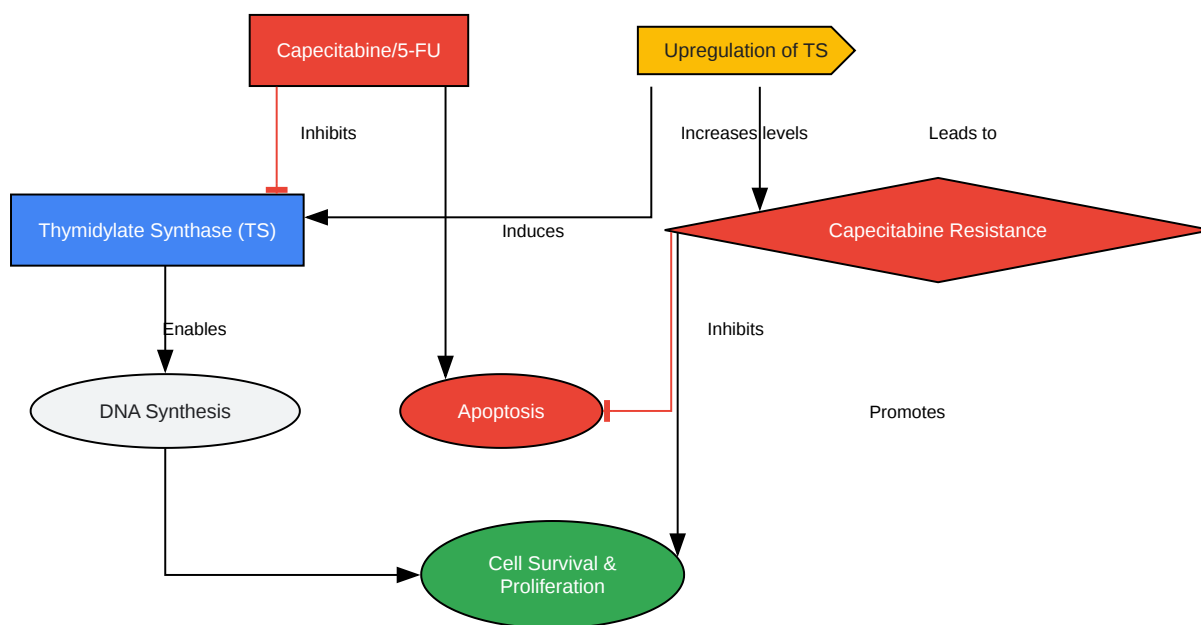 Capecitabine/5-FU
Upregulation of TS
Inhibits
Increases levels
Leads to
Thymidylate Synthase (TS)
Induces
Capecitabine Resistance
Enables
Inhibits
DNA Synthesis
Apoptosis
Promotes
Cell Survival &
Proliferation